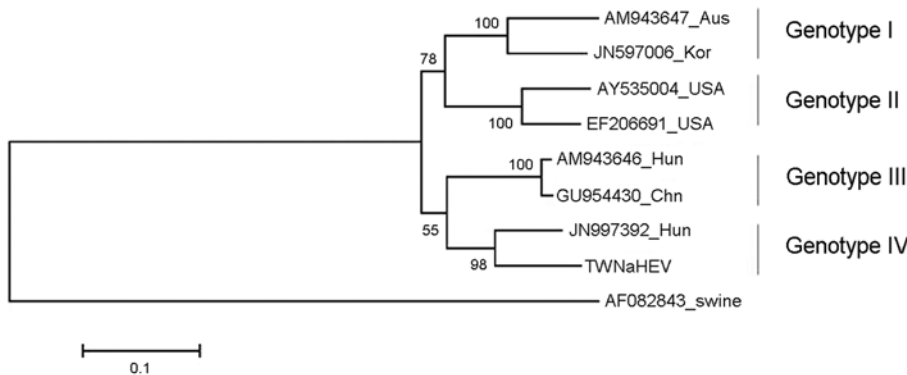 AM943647_Aus
100
Genotype I
JN597006_Kor
78
AY535004_USA
Genotype II
100
EF206691_USA
AM943646_Hun
100
Genotype III
GU954430_Chn
55
JN997392_Hun
Genotype IV
98
TWNaHEV
AF082843_swine
0.1